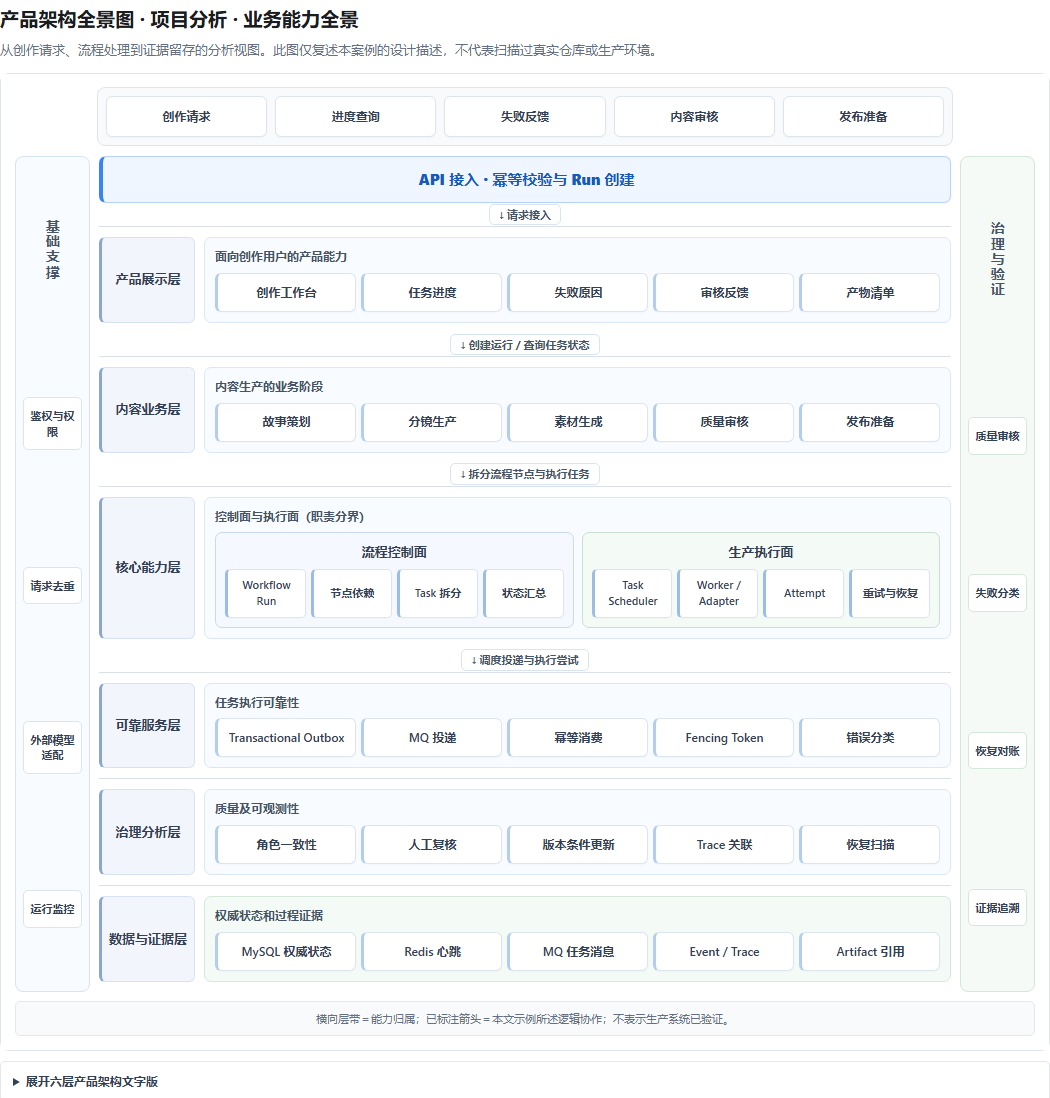 产品架构全景图 · 项目分析 · 业务能力全景
从创作请求、流程处理到证据留存的分析视图。此图仅复述本案例的设计描述，不代表扫描过真实仓库或生产环境。
创作请求
进度查询
失败反馈
内容审核
发布准备
基础支撑
鉴权与权
限
请求去重
外部模型
适配
运行监控
API 接入 · 幂等校验与 Run 创建
↓ 请求接入
产品展示层
面向创作用户的产品能力
创作工作台
任务进度
失败原因
审核反馈
产物清单
↓ 创建运行 / 查询任务状态
内容业务层
内容生产的业务阶段
故事策划
分镜生产
素材生成
质量审核
发布准备
↓ 拆分流程节点与执行任务
核心能力层
控制面与执行面（职责分界）
流程控制面
Workflow
Run
节点依赖
Task 拆分
状态汇总
生产执行面
Task
Scheduler
Worker /
Adapter
Attempt
重试与恢复
↓ 调度投递与执行尝试
可靠服务层
任务执行可靠性
Transactional Outbox
MQ 投递
幂等消费
Fencing Token
错误分类
治理分析层
质量及可观测性
角色一致性
人工复核
版本条件更新
Trace 关联
恢复扫描
数据与证据层
权威状态和过程证据
MySQL 权威状态
Redis 心跳
MQ 任务消息
Event / Trace
Artifact 引用
治理与验证
质量审核
失败分类
恢复对账
证据追溯
横向层带＝能力归属；已标注箭头＝本文示例所述逻辑协作；不表示生产系统已验证。
▶ 展开六层产品架构文字版